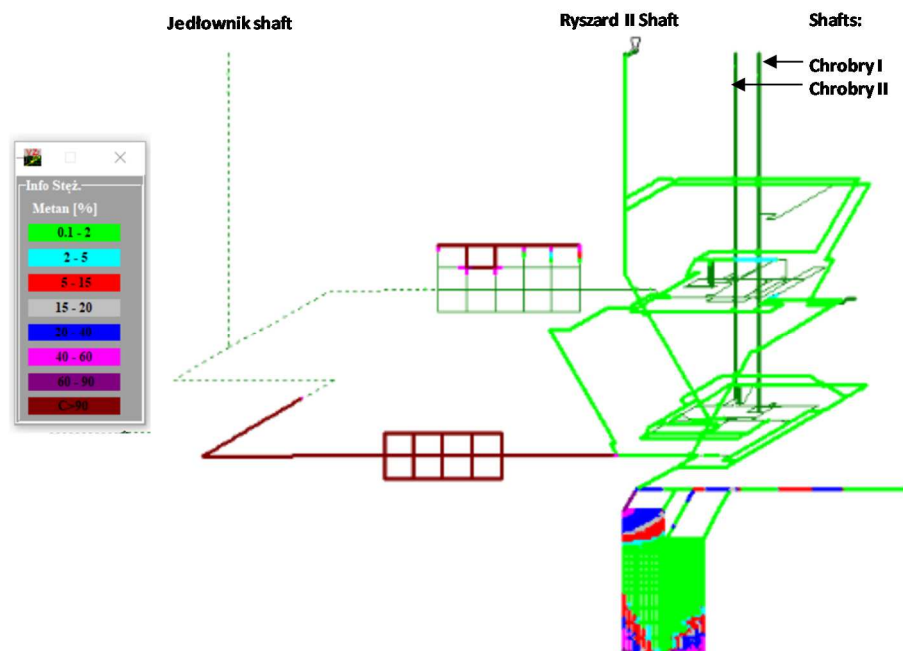 Jedłownik shaft
Ryszard II Shaft
Shafts:
Chrobry I
Chrobry II
Info Stęż.
Metan [%]
0.1 - 2
2 - 5
5 - 15
15 - 20
20 - 40
40 - 60
60 - 90
C>90